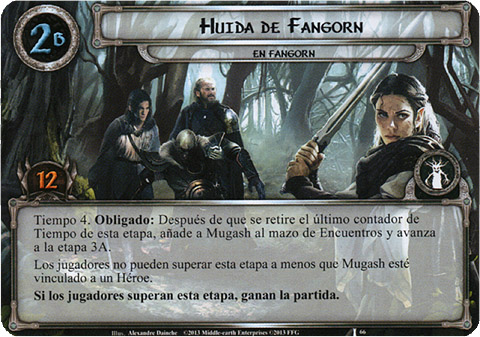 2B
HUIDA DE FANGORN
EN FANGORN
12
Tiempo 4. Obligado: Después de que se retire el último contador de
Tiempo de esta etapa, añade a Mugash al mazo de Encuentros y avanza
a la etapa 3A.
Los jugadores no pueden superar esta etapa a menos que Mugash esté
vinculado a un Héroe.
Si los jugadores superan esta etapa, ganan la partida.
Illus. Alexandre Dainche ©2013 Middle-earth Enterprises ©2013 FFG 66